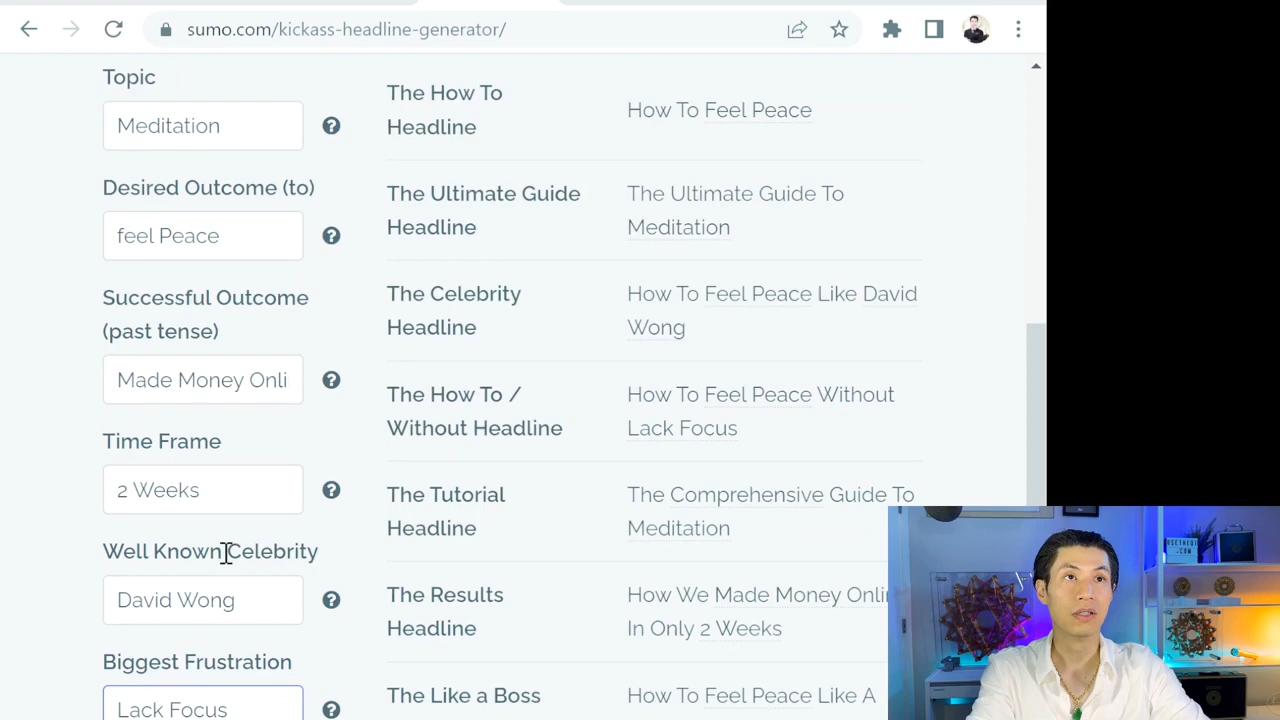 sumo.com/kickass-headline-generator/
Topic
Meditation
Desired Outcome (to)
feel Peace
Successful Outcome
(past tense)
Made Money Onli
Time Frame
2 Weeks
Well Known Celebrity
David Wong
Biggest Frustration
Lack Focus
The How To
Headline
How To Feel Peace
The Ultimate Guide
Headline
The Ultimate Guide To
Meditation
The Celebrity
Headline
How To Feel Peace Like David
Wong
The How To /
Without Headline
How To Feel Peace Without
Lack Focus
The Tutorial
Headline
The Comprehensive Guide To
Meditation
The Results
Headline
How We Made Money Onlin
In Only 2 Weeks
The Like a Boss
How To Feel Peace Like A